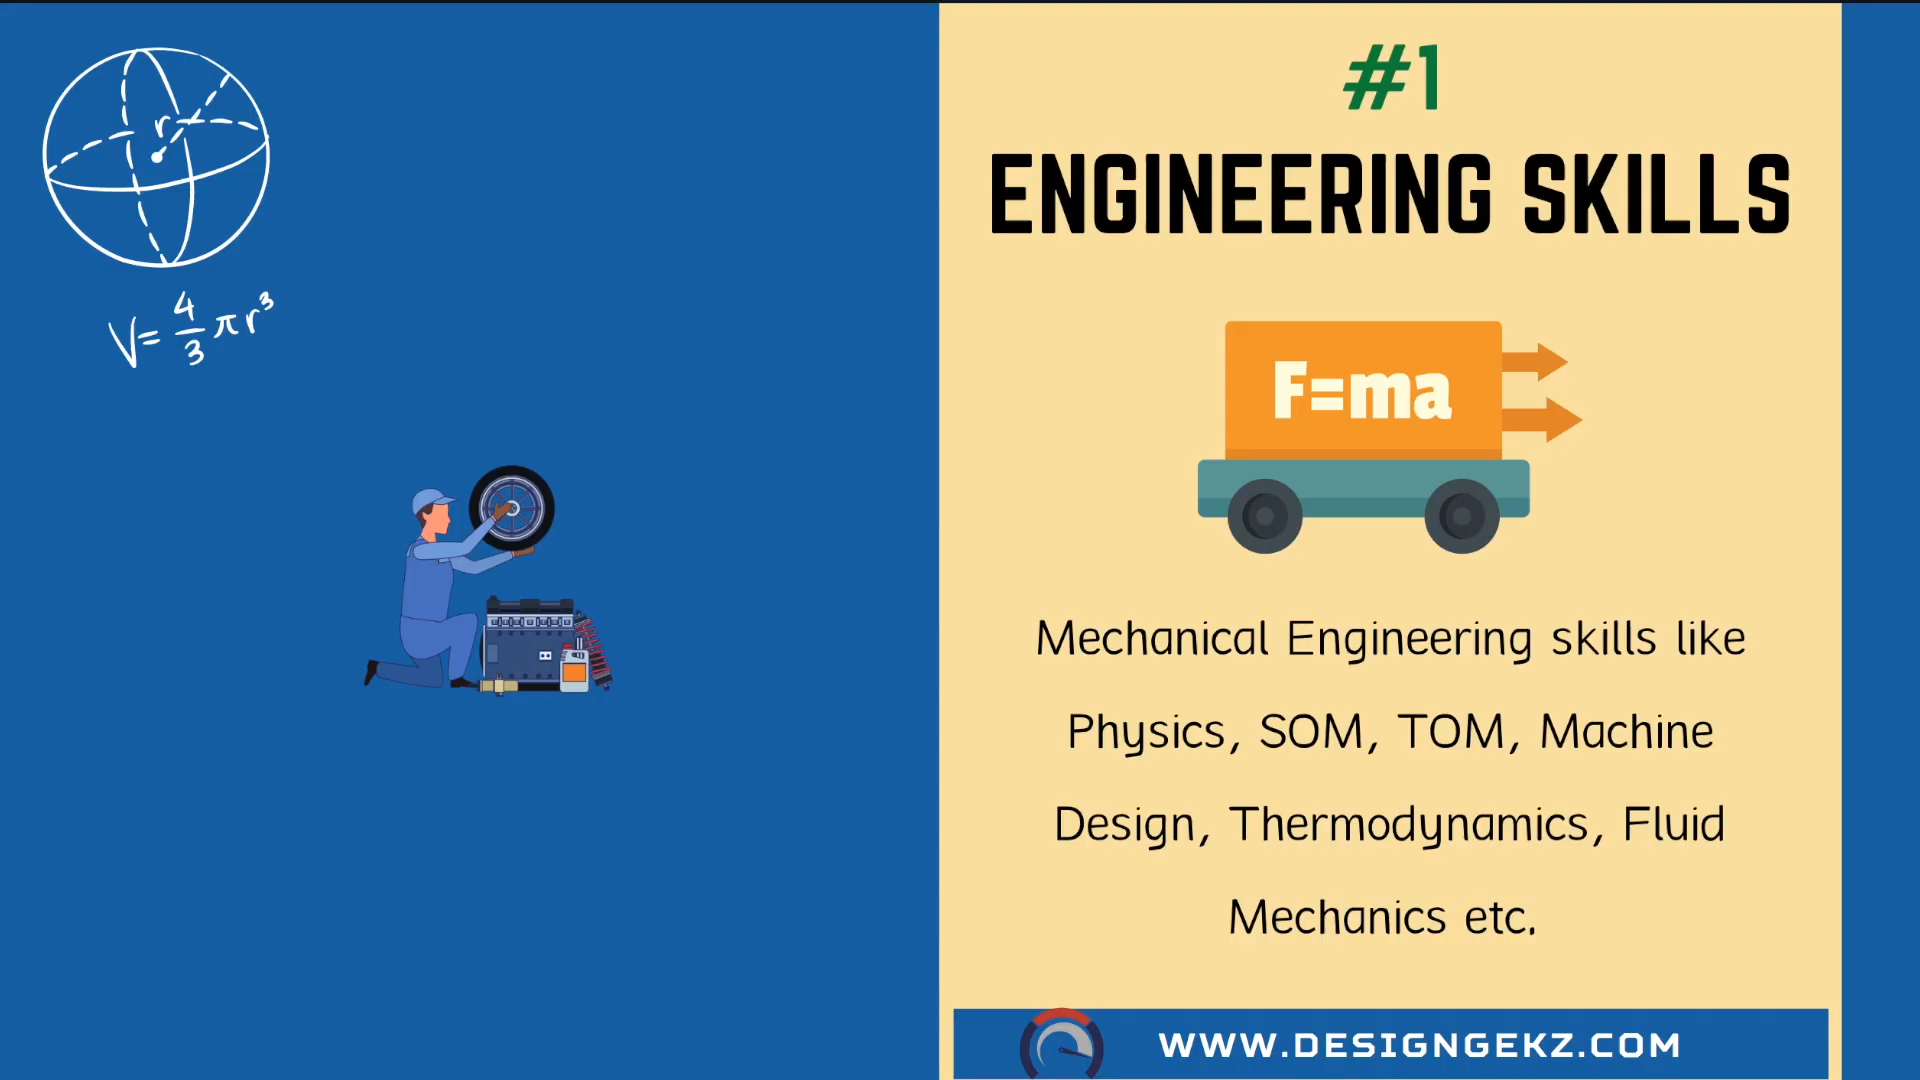 r
V = 4/3 πr³
#1
ENGINEERING SKILLS
F=ma
Mechanical Engineering skills like
Physics, SOM, TOM, Machine
Design, Thermodynamics, Fluid
Mechanics etc.
WWW.DESIGNGEKZ.COM